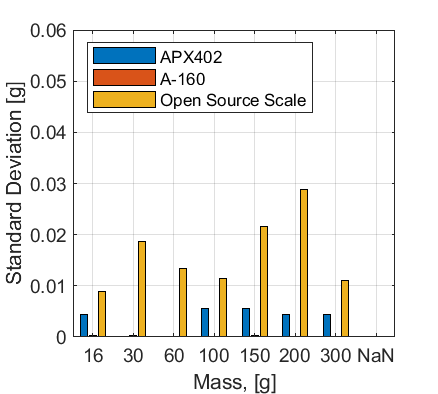 0.06
0.05
0.04
0.03
0.02
0.01
0
Standard Deviation [g]
APX402
A-160
Open Source Scale
16 30 60 100 150 200 300 NaN
Mass, [g]